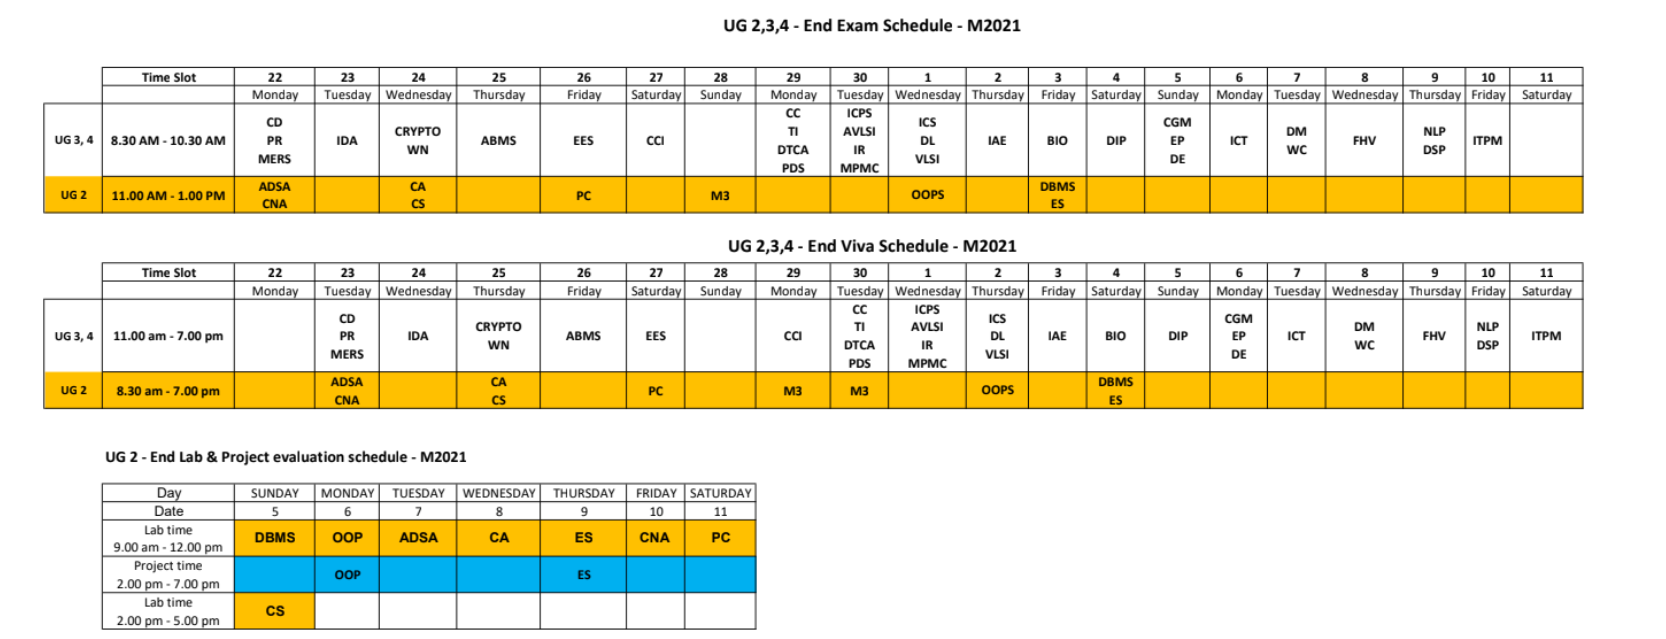 UG 2,3,4 - End Exam Schedule - M2021
Time Slot 22 23 24 25 26 27 28 29 30 1 2 3 4 5 6 7 8 9 10 11
Monday Tuesday Wednesday Thursday Friday Saturday Sunday Monday Tuesday Wednesday Thursday Friday Saturday Sunday Monday Tuesday Wednesday Thursday Friday Saturday
UG 3, 4 8.30 AM - 10.30 AM CD PR MERS IDA CRYPTO WN ABMS EES CCI CC TI DTCA PDS ICPS AVLSI IR MPMC ICS DL VLSI IAE BIO DIP CGM EP DE ICT DM WC FHV NLP DSP ITPM
UG 2 11.00 AM - 1.00 PM ADSA CNA CA CS PC M3 OOPS DBMS ES
UG 2,3,4 - End Viva Schedule - M2021
Time Slot 22 23 24 25 26 27 28 29 30 1 2 3 4 5 6 7 8 9 10 11
Monday Tuesday Wednesday Thursday Friday Saturday Sunday Monday Tuesday Wednesday Thursday Friday Saturday Sunday Monday Tuesday Wednesday Thursday Friday Saturday
UG 3, 4 11.00 am - 7.00 pm CD PR MERS IDA CRYPTO WN ABMS EES CCI CC TI DTCA PDS ICPS AVLSI IR MPMC ICS DL VLSI IAE BIO DIP CGM EP DE ICT DM WC FHV NLP DSP ITPM
UG 2 8.30 am - 7.00 pm ADSA CNA CA CS PC M3 M3 OOPS DBMS ES
UG 2 - End Lab & Project evaluation schedule - M2021
Day SUNDAY MONDAY TUESDAY WEDNESDAY THURSDAY FRIDAY SATURDAY
Date 5 6 7 8 9 10 11
Lab time
9.00 am - 12.00 pm DBMS OOP ADSA CA ES CNA PC
Project time
2.00 pm - 7.00 pm OOP ES
Lab time
2.00 pm - 5.00 pm CS